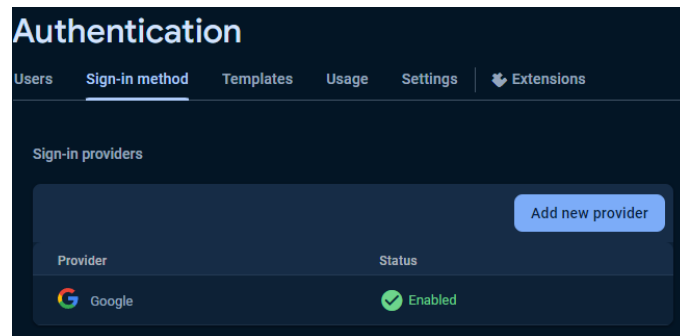 Authentication
Users Sign-in method Templates Usage Settings Extensions
Sign-in providers
Add new provider
Provider Status
Google Enabled